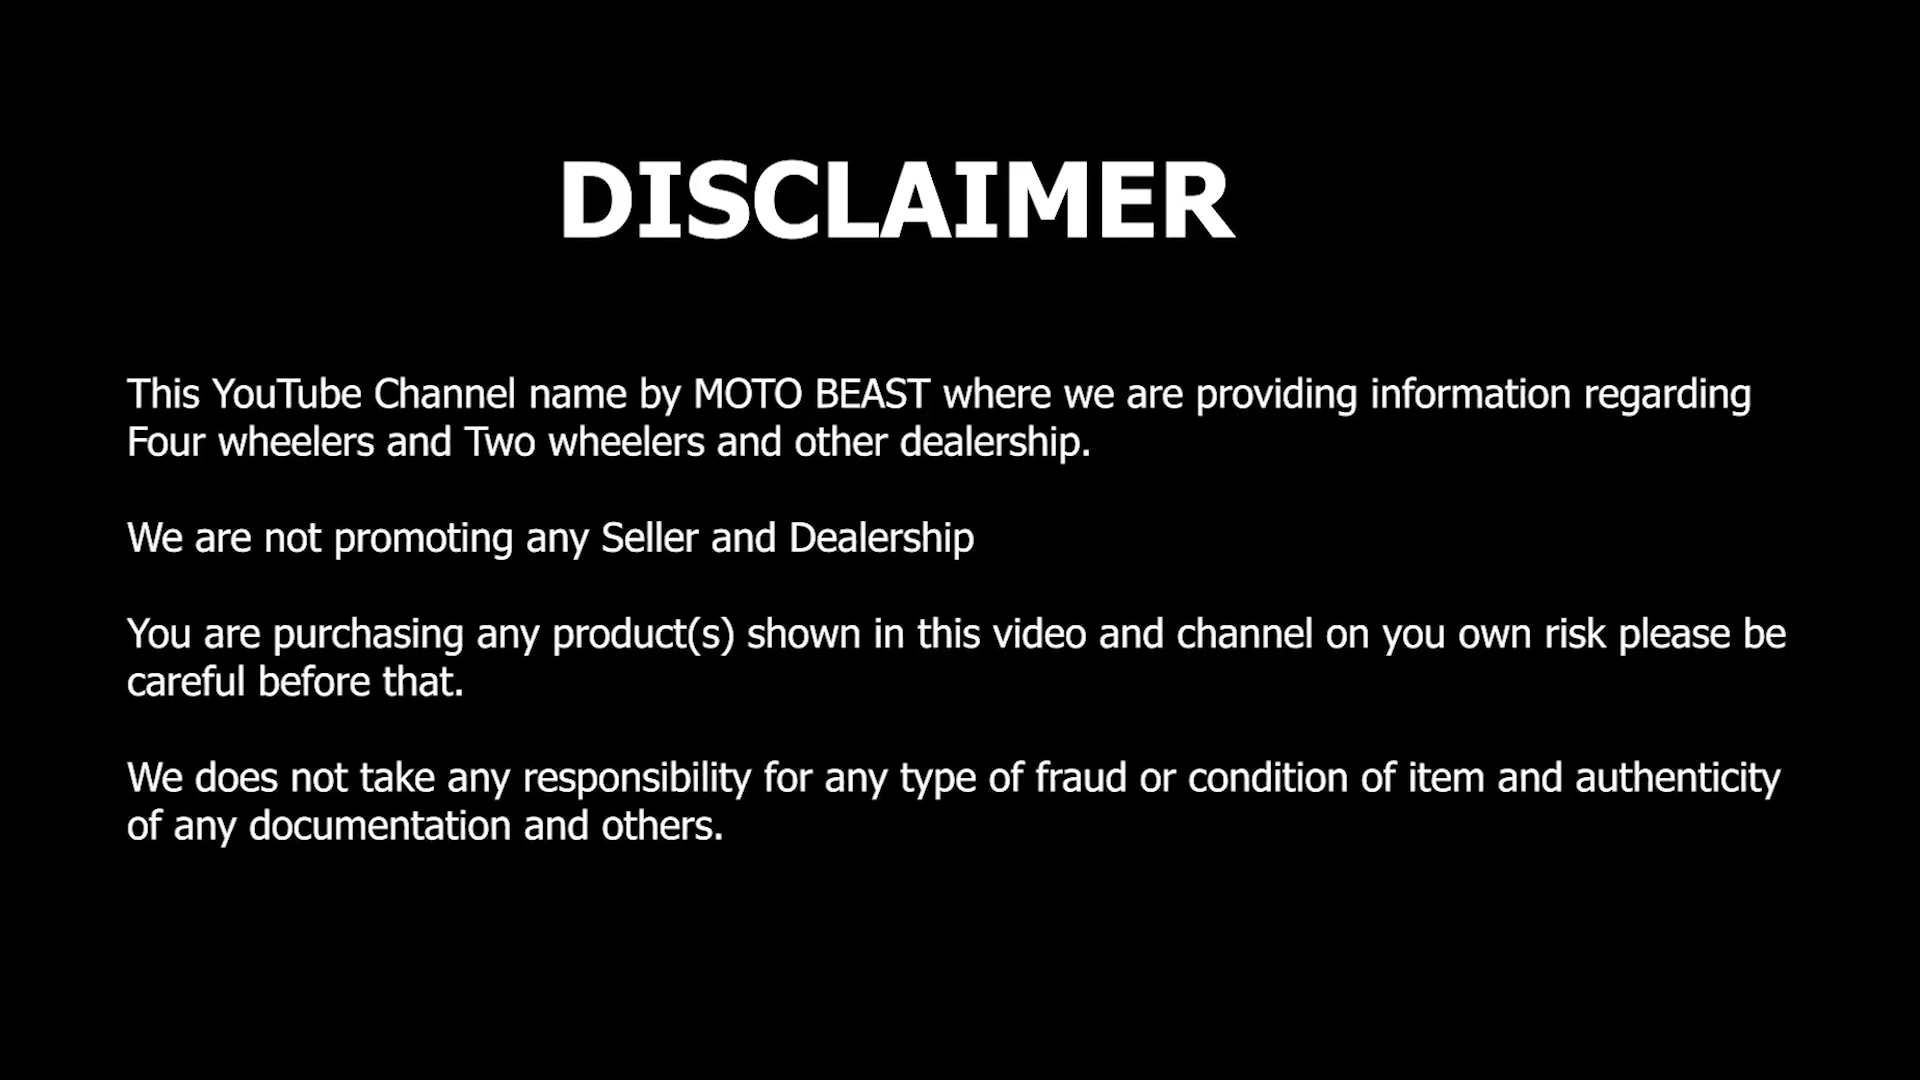 DISCLAIMER
This YouTube Channel name by MOTO BEAST where we are providing information regarding
Four wheelers and Two wheelers and other dealership.
We are not promoting any Seller and Dealership
You are purchasing any product(s) shown in this video and channel on you own risk please be
careful before that.
We does not take any responsibility for any type of fraud or condition of item and authenticity
of any documentation and others.